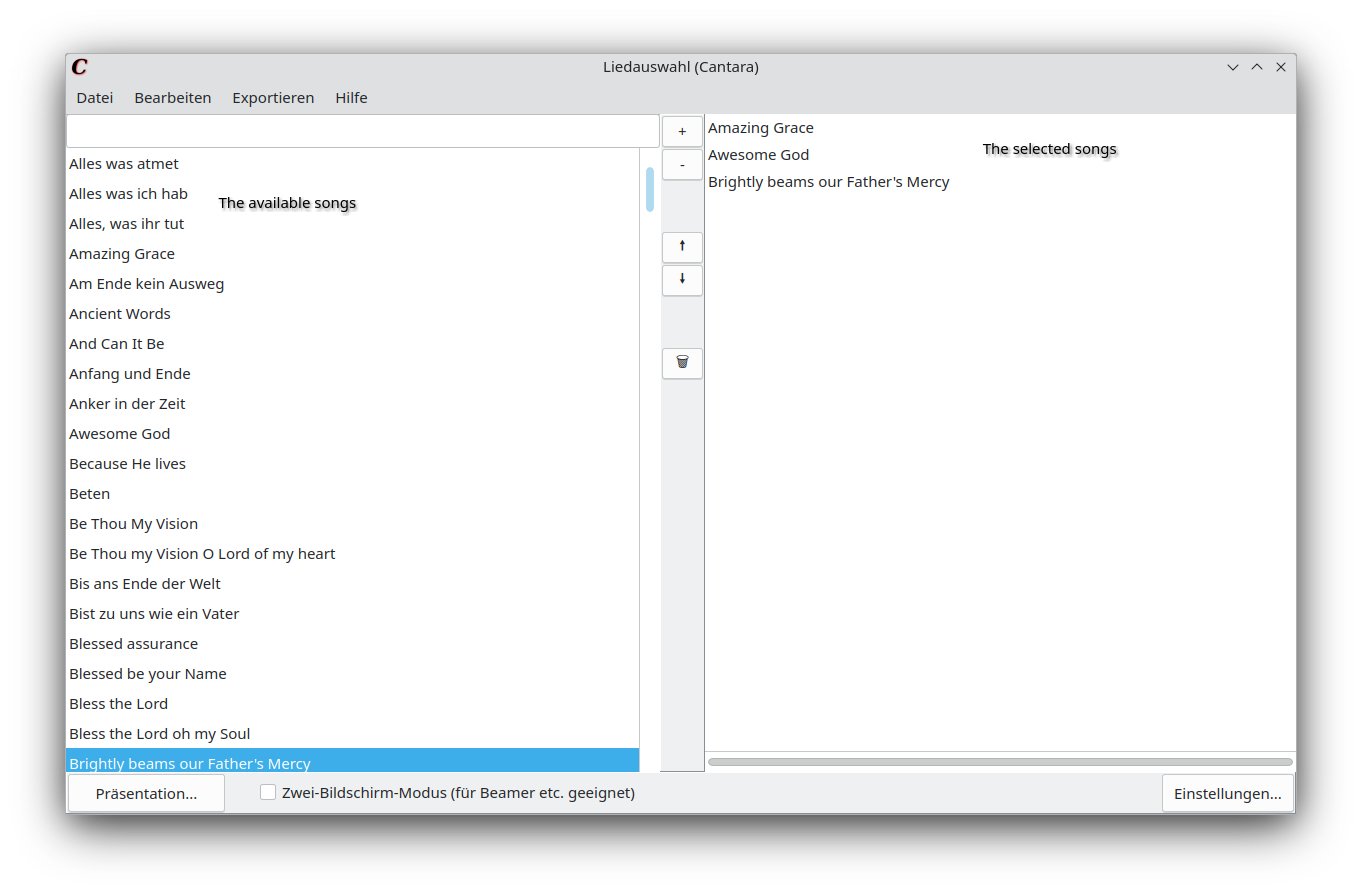 C
Liedauswahl (Cantara)
Datei Bearbeiten Exportieren Hilfe
Alles was atmet
Alles was ich hab
The available songs
Alles, was ihr tut
Amazing Grace
Am Ende kein Ausweg
Ancient Words
And Can It Be
Anfang und Ende
Anker in der Zeit
Awesome God
Because He lives
Beten
Be Thou My Vision
Be Thou my Vision O Lord of my heart
Bis ans Ende der Welt
Bist zu uns wie ein Vater
Blessed assurance
Blessed be your Name
Bless the Lord
Bless the Lord oh my Soul
Brightly beams our Father's Mercy
+
-
Amazing Grace
The selected songs
Awesome God
Brightly beams our Father's Mercy
Präsentation...
Zwei-Bildschirm-Modus (für Beamer etc. geeignet)
Einstellungen...